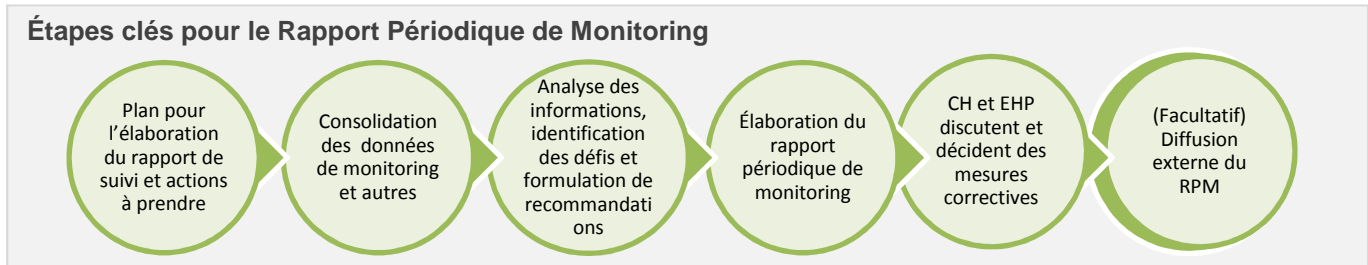 Étapes clés pour le Rapport Périodique de Monitoring
Plan pour
l'élaboration
du rapport de
suivi et actions
à prendre
Consolidation
des données
de monitoring
et autres
Analyse des
informations,
identification
des défis et
formulation de
recommandati
ons
Élaboration du
rapport
périodique de
monitoring
CH et EHP
discutent et
décident des
mesures
correctives
(Facultatif)
Diffusion
externe du
RPM